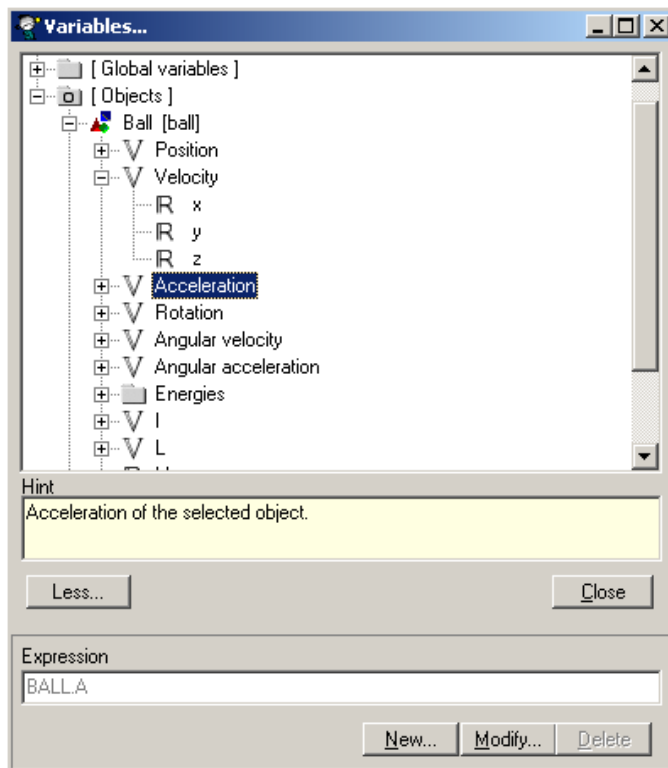 Variables...
[ Global variables ]
[ Objects ]
Ball [ball]
V Position
V Velocity
R x
R y
R z
V Acceleration
V Rotation
V Angular velocity
V Angular acceleration
Energies
V I
V L
Hint
Acceleration of the selected object.
Less... Close
Expression
BALL.A
New... Modify... Delete